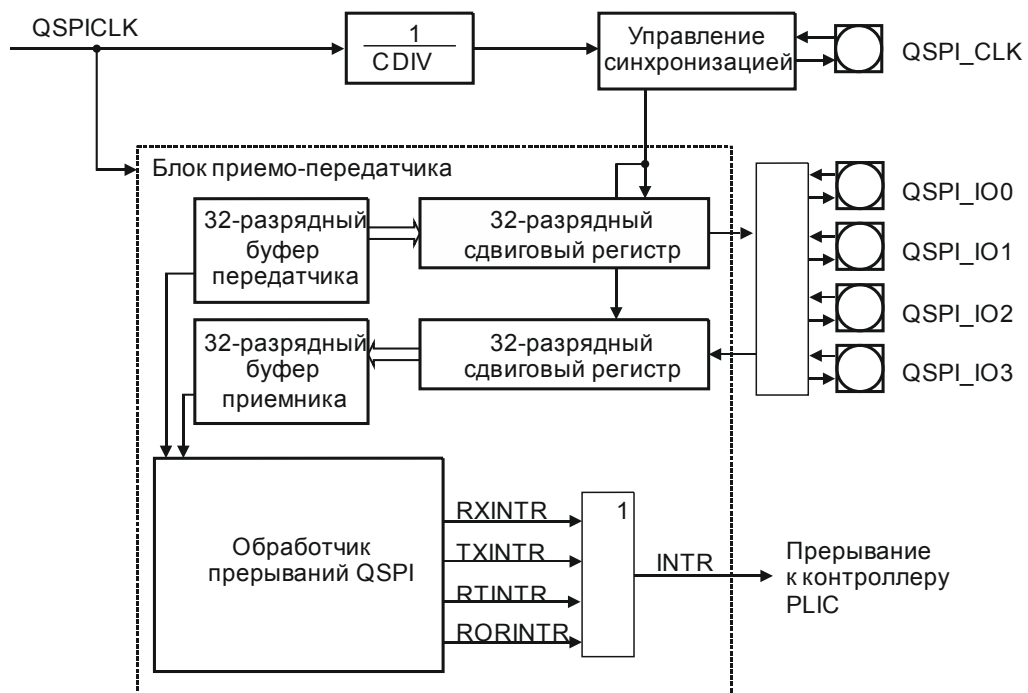 QSPICLK
1
CDIV
Управление
синхронизацией
QSPI_CLK
Блок приемо-передатчика
32-разрядный
буфер
передатчика
32-разрядный
сдвиговый регистр
QSPI_IO0
QSPI_IO1
QSPI_IO2
QSPI_IO3
32-разрядный
буфер
приемника
32-разрядный
сдвиговый регистр
Обработчик
прерываний QSPI
RXINTR
TXINTR
RTINTR
RORINTR
1
INTR
Прерывание
к контроллеру
PLIC